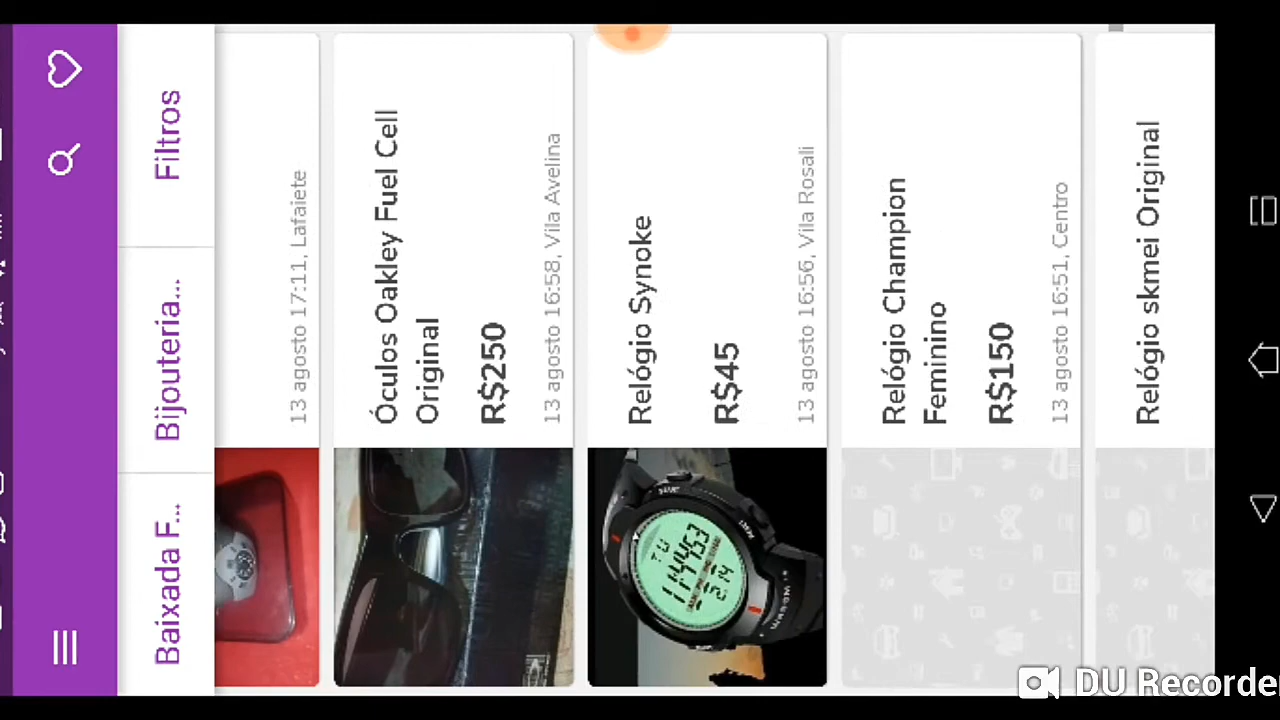 Baixada F...
Bijouteria...
Filtros
13 agosto 17:11, Lafaiete
Óculos Oakley Fuel Cell
Original
R$250
13 agosto 16:58, Vila Avelina
Relógio Synoke
R$45
13 agosto 16:56, Vila Rosali
Relógio Champion
Feminino
R$150
13 agosto 16:51, Centro
Relógio skmei Original
DU Recorder